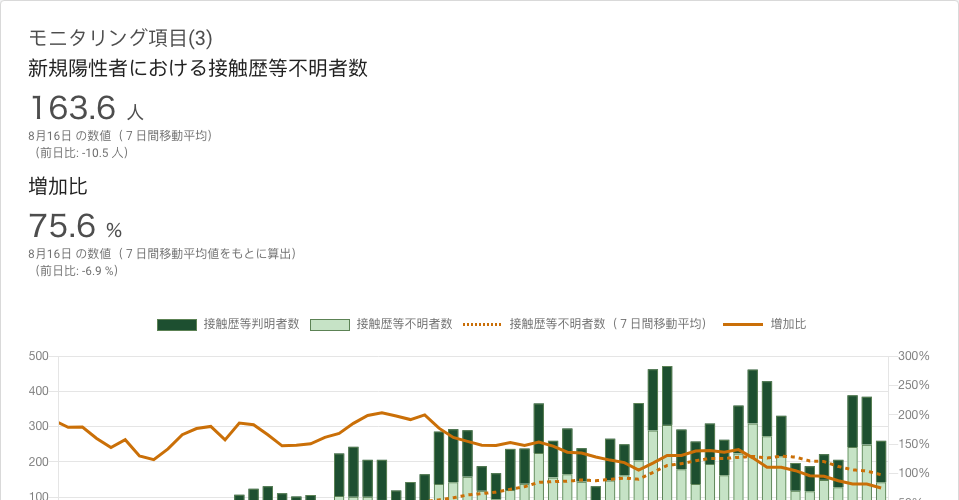 モニタリング項目(3)
新規陽性者における接触歴等不明者数
163.6 人
8月16日 の数値（７日間移動平均）
（前日比: -10.5 人）
増加比
75.6 %
8月16日 の数値（７日間移動平均値をもとに算出）
（前日比: -6.9 %）
接触歴等判明者数 接触歴等不明者数 接触歴等不明者数（７日間移動平均） 増加比
500 300%
250%
400
200%
300
150%
200
100%
100